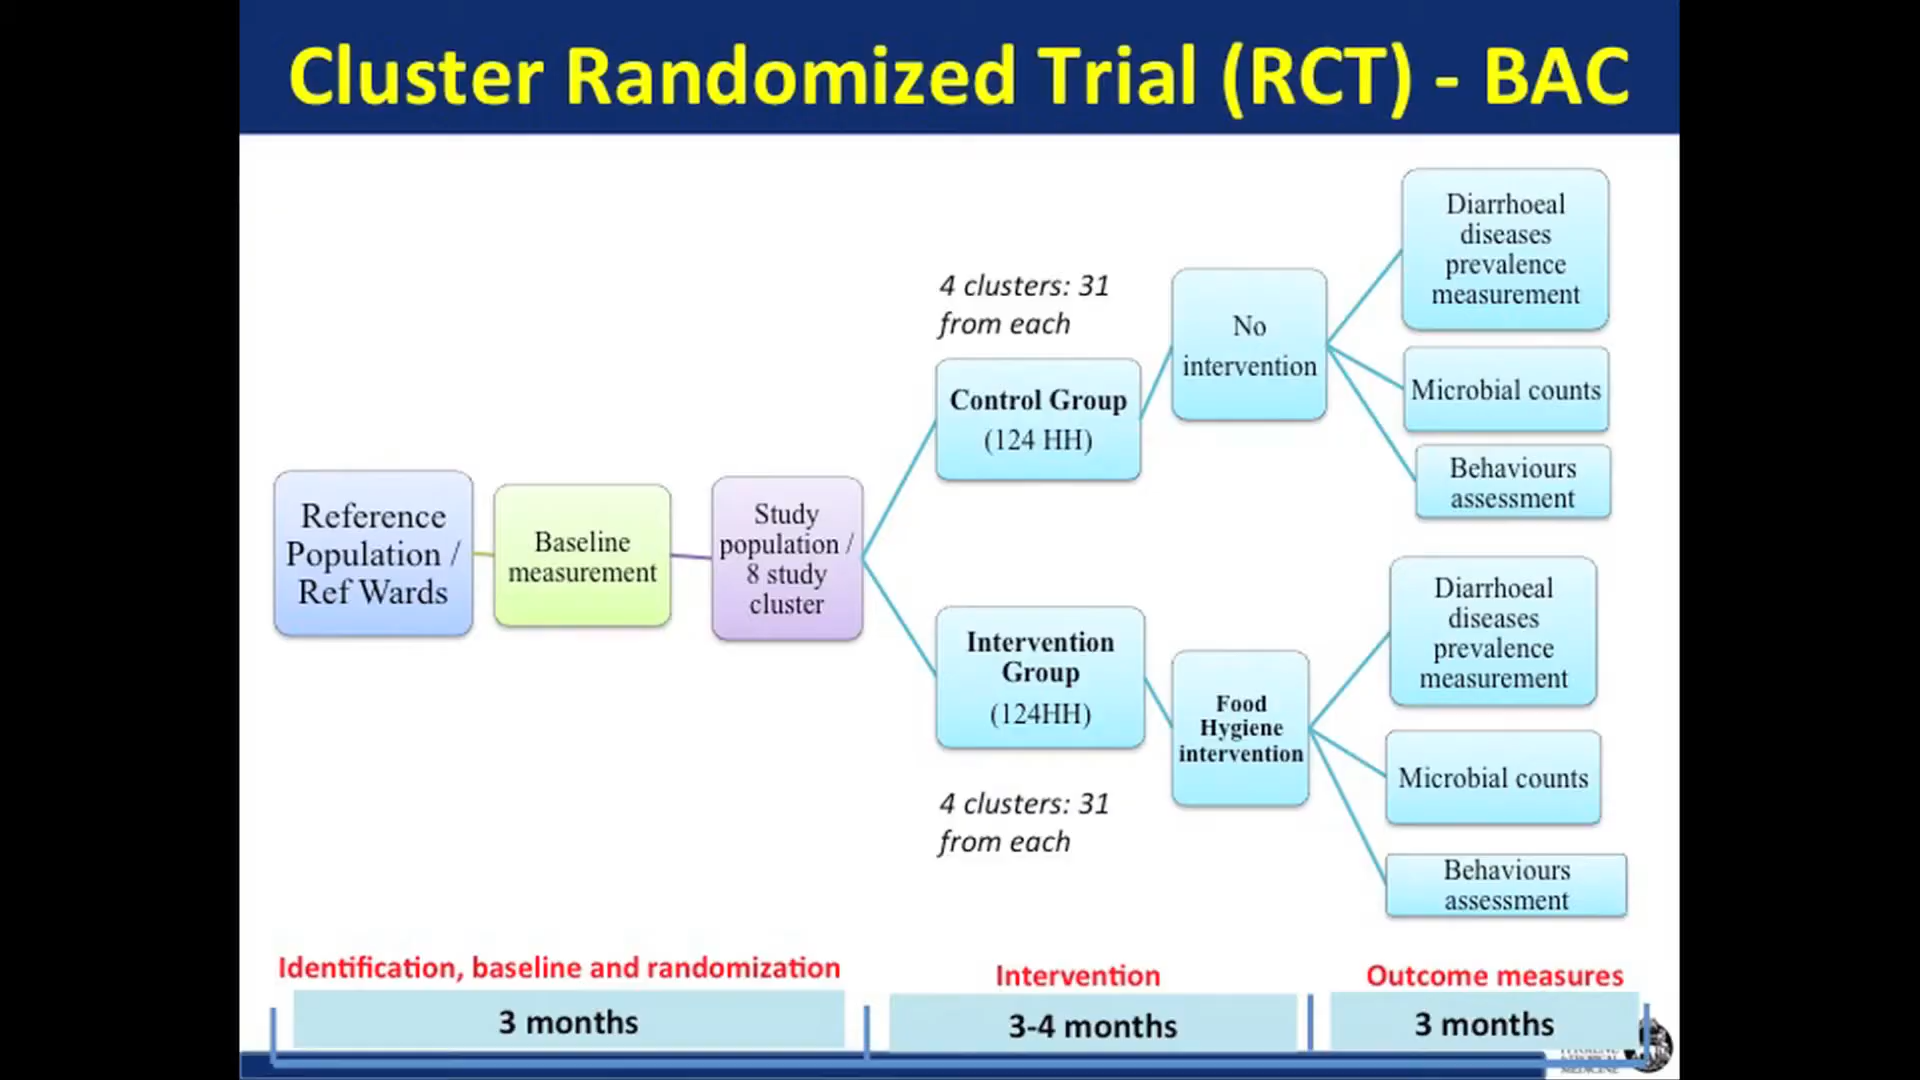 Cluster Randomized Trial (RCT) - BAC
Reference
Population /
Ref Wards
Baseline
measurement
Study
population /
8 study
cluster
4 clusters: 31
from each
Control Group
(124 HH)
No
intervention
Diarrhoeal
diseases
prevalence
measurement
Microbial counts
Behaviours
assessment
Intervention
Group
(124HH)
4 clusters: 31
from each
Food
Hygiene
intervention
Diarrhoeal
diseases
prevalence
measurement
Microbial counts
Behaviours
assessment
Identification, baseline and randomization
3 months
Intervention
3-4 months
Outcome measures
3 months
MEDICINE